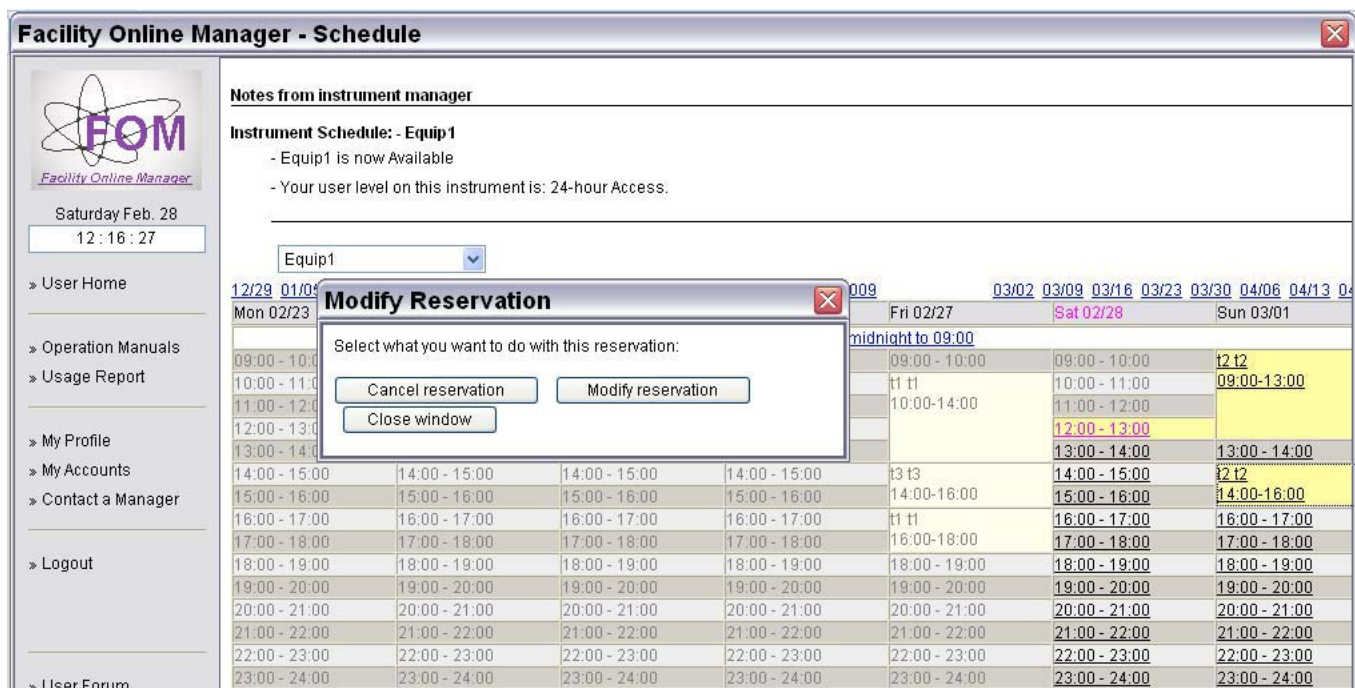 Facility Online Manager - Schedule
FOM
Facility Online Manager
Saturday Feb. 28
12 : 16 : 27
» User Home
» Operation Manuals
» Usage Report
» My Profile
» My Accounts
» Contact a Manager
» Logout
» User Forum
Notes from instrument manager
Instrument Schedule: - Equip1
- Equip1 is now Available
- Your user level on this instrument is: 24-hour Access.
Equip1
12/29 03/02 03/09 03/16 03/23 03/30 04/06 04/13
Mon 02/23 Fri 02/27 Sat 02/28 Sun 03/01
midnight to 09:00
Modify Reservation
Select what you want to do with this reservation:
Cancel reservation Modify reservation
Close window
09:00 - 10:00 09:00 - 10:00 t2 t2
10:00 - 11:00 t1 t1 10:00 - 11:00 09:00-13:00
10:00-14:00 11:00 - 12:00
12:00 - 13:00
13:00 - 14:00 13:00 - 14:00
14:00 - 15:00 14:00 - 15:00 14:00 - 15:00 14:00 - 15:00 t3 t3 14:00 - 15:00 t2 t2
15:00 - 16:00 15:00 - 16:00 15:00 - 16:00 15:00 - 16:00 14:00-16:00 15:00 - 16:00 14:00-16:00
16:00 - 17:00 16:00 - 17:00 16:00 - 17:00 16:00 - 17:00 t1 t1 16:00 - 17:00 16:00 - 17:00
17:00 - 18:00 17:00 - 18:00 17:00 - 18:00 17:00 - 18:00 16:00-18:00 17:00 - 18:00 17:00 - 18:00
18:00 - 19:00 18:00 - 19:00 18:00 - 19:00 18:00 - 19:00 18:00 - 19:00 18:00 - 19:00 18:00 - 19:00
19:00 - 20:00 19:00 - 20:00 19:00 - 20:00 19:00 - 20:00 19:00 - 20:00 19:00 - 20:00 19:00 - 20:00
20:00 - 21:00 20:00 - 21:00 20:00 - 21:00 20:00 - 21:00 20:00 - 21:00 20:00 - 21:00 20:00 - 21:00
21:00 - 22:00 21:00 - 22:00 21:00 - 22:00 21:00 - 22:00 21:00 - 22:00 21:00 - 22:00 21:00 - 22:00
22:00 - 23:00 22:00 - 23:00 22:00 - 23:00 22:00 - 23:00 22:00 - 23:00 22:00 - 23:00 22:00 - 23:00
23:00 - 24:00 23:00 - 24:00 23:00 - 24:00 23:00 - 24:00 23:00 - 24:00 23:00 - 24:00 23:00 - 24:00